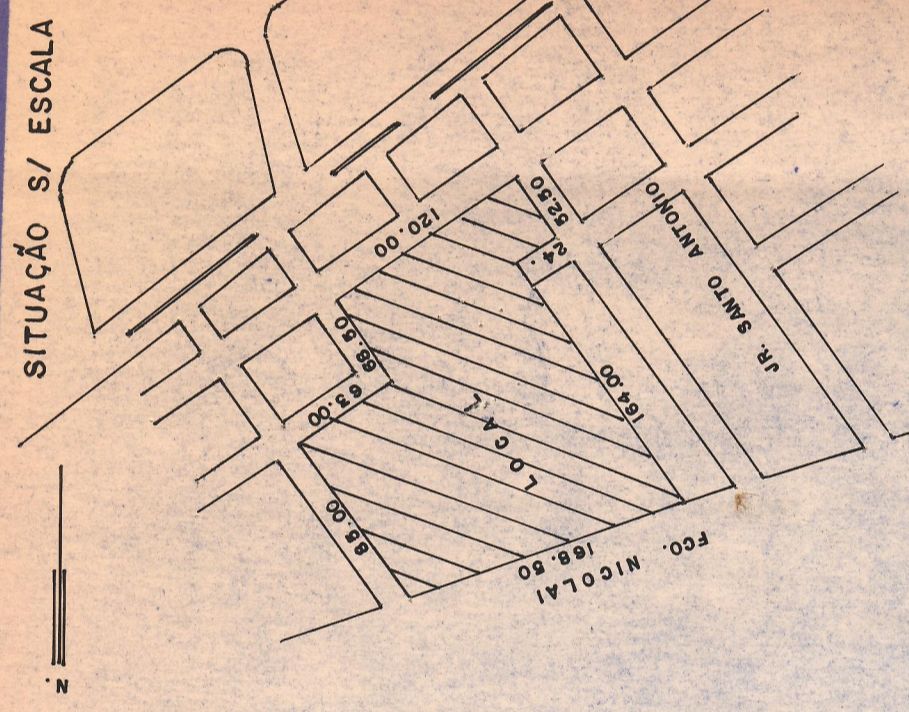 SITUAÇÃO S/ ESCALA
120.00
52.50
24.
68.50
63.00
LOCAL
164.00
85.00
168.50
FCO. NICOLAI
JR. SANTO ANTONIO
N.